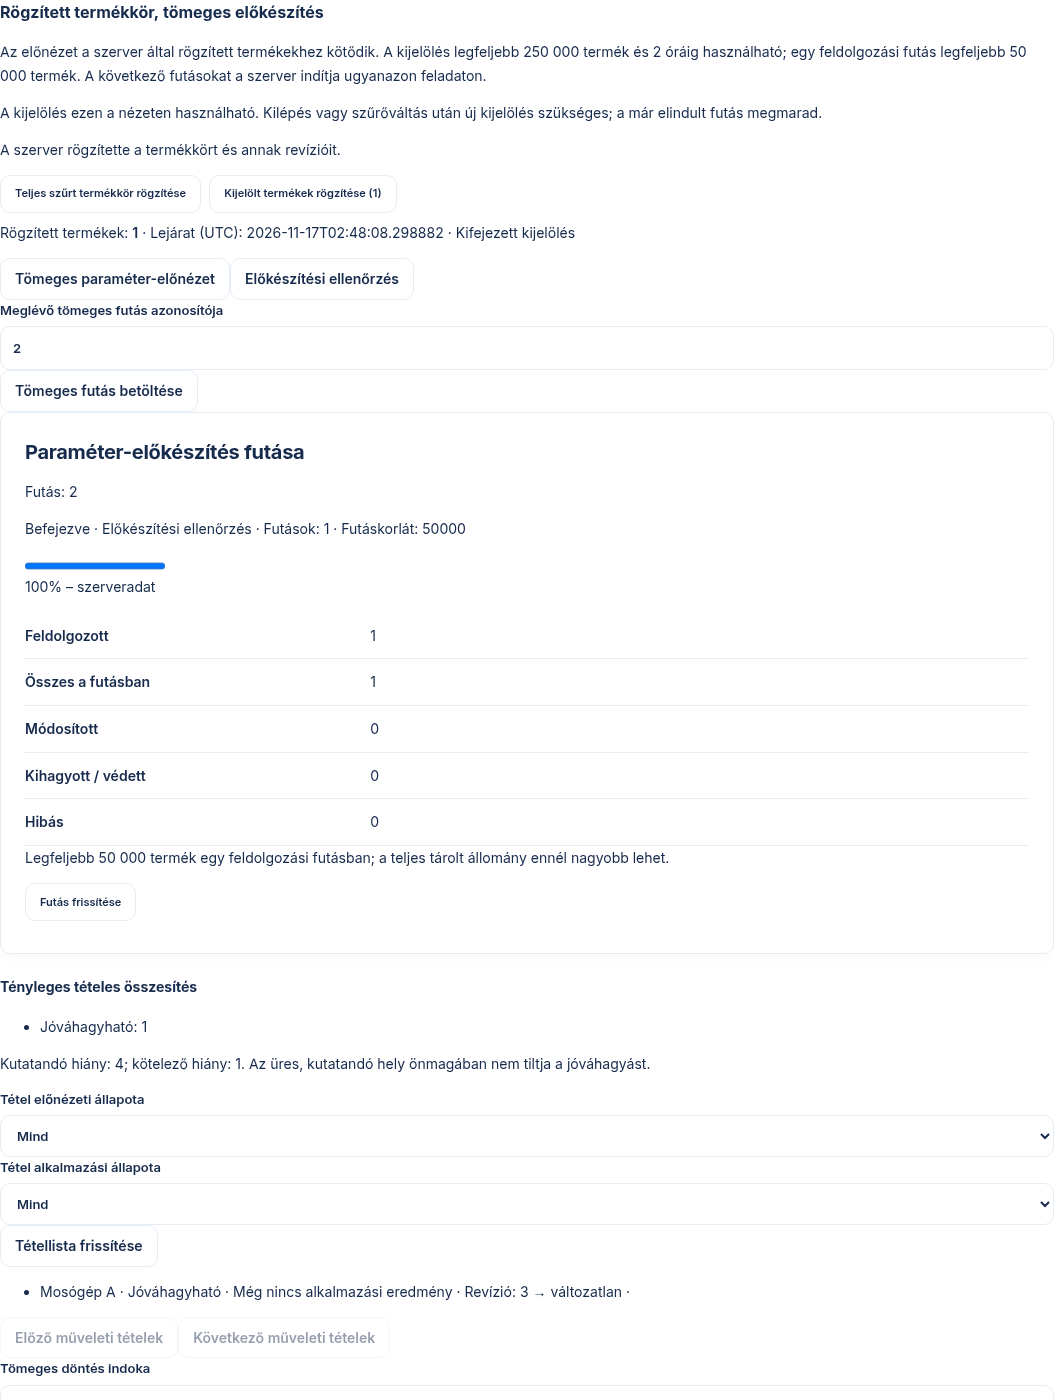 Rögzített termékkör, tömeges előkészítés
Az előnézet a szerver által rögzített termékekhez kötődik. A kijelölés legfeljebb 250 000 termék és 2 óráig használható; egy feldolgozási futás legfeljebb 50
000 termék. A következő futásokat a szerver indítja ugyanazon feladaton.
A kijelölés ezen a nézeten használható. Kilépés vagy szűrőváltás után új kijelölés szükséges; a már elindult futás megmarad.
A szerver rögzítette a termékkört és annak revízióit.
Teljes szűrt termékkör rögzítése
Kijelölt termékek rögzítése (1)
Rögzített termékek: 1 · Lejárat (UTC): 2026-11-17T02:48:08.298882 · Kifejezett kijelölés
Tömeges paraméter-előnézet
Előkészítési ellenőrzés
Meglévő tömeges futás azonosítója
2
Tömeges futás betöltése
Paraméter-előkészítés futása
Futás: 2
Befejezve · Előkészítési ellenőrzés · Futások: 1 · Futáskorlát: 50000
100% – szerveradat
Feldolgozott 1
Összes a futásban 1
Módosított 0
Kihagyott / védett 0
Hibás 0
Legfeljebb 50 000 termék egy feldolgozási futásban; a teljes tárolt állomány ennél nagyobb lehet.
Futás frissítése
Tényleges tételes összesítés
• Jóváhagyható: 1
Kutatandó hiány: 4; kötelező hiány: 1. Az üres, kutatandó hely önmagában nem tiltja a jóváhagyást.
Tétel előnézeti állapota
Mind
Tétel alkalmazási állapota
Mind
Tétellista frissítése
• Mosógép A · Jóváhagyható · Még nincs alkalmazási eredmény · Revízió: 3 → változatlan ·
Előző műveleti tételek
Következő műveleti tételek
Tömeges döntés indoka